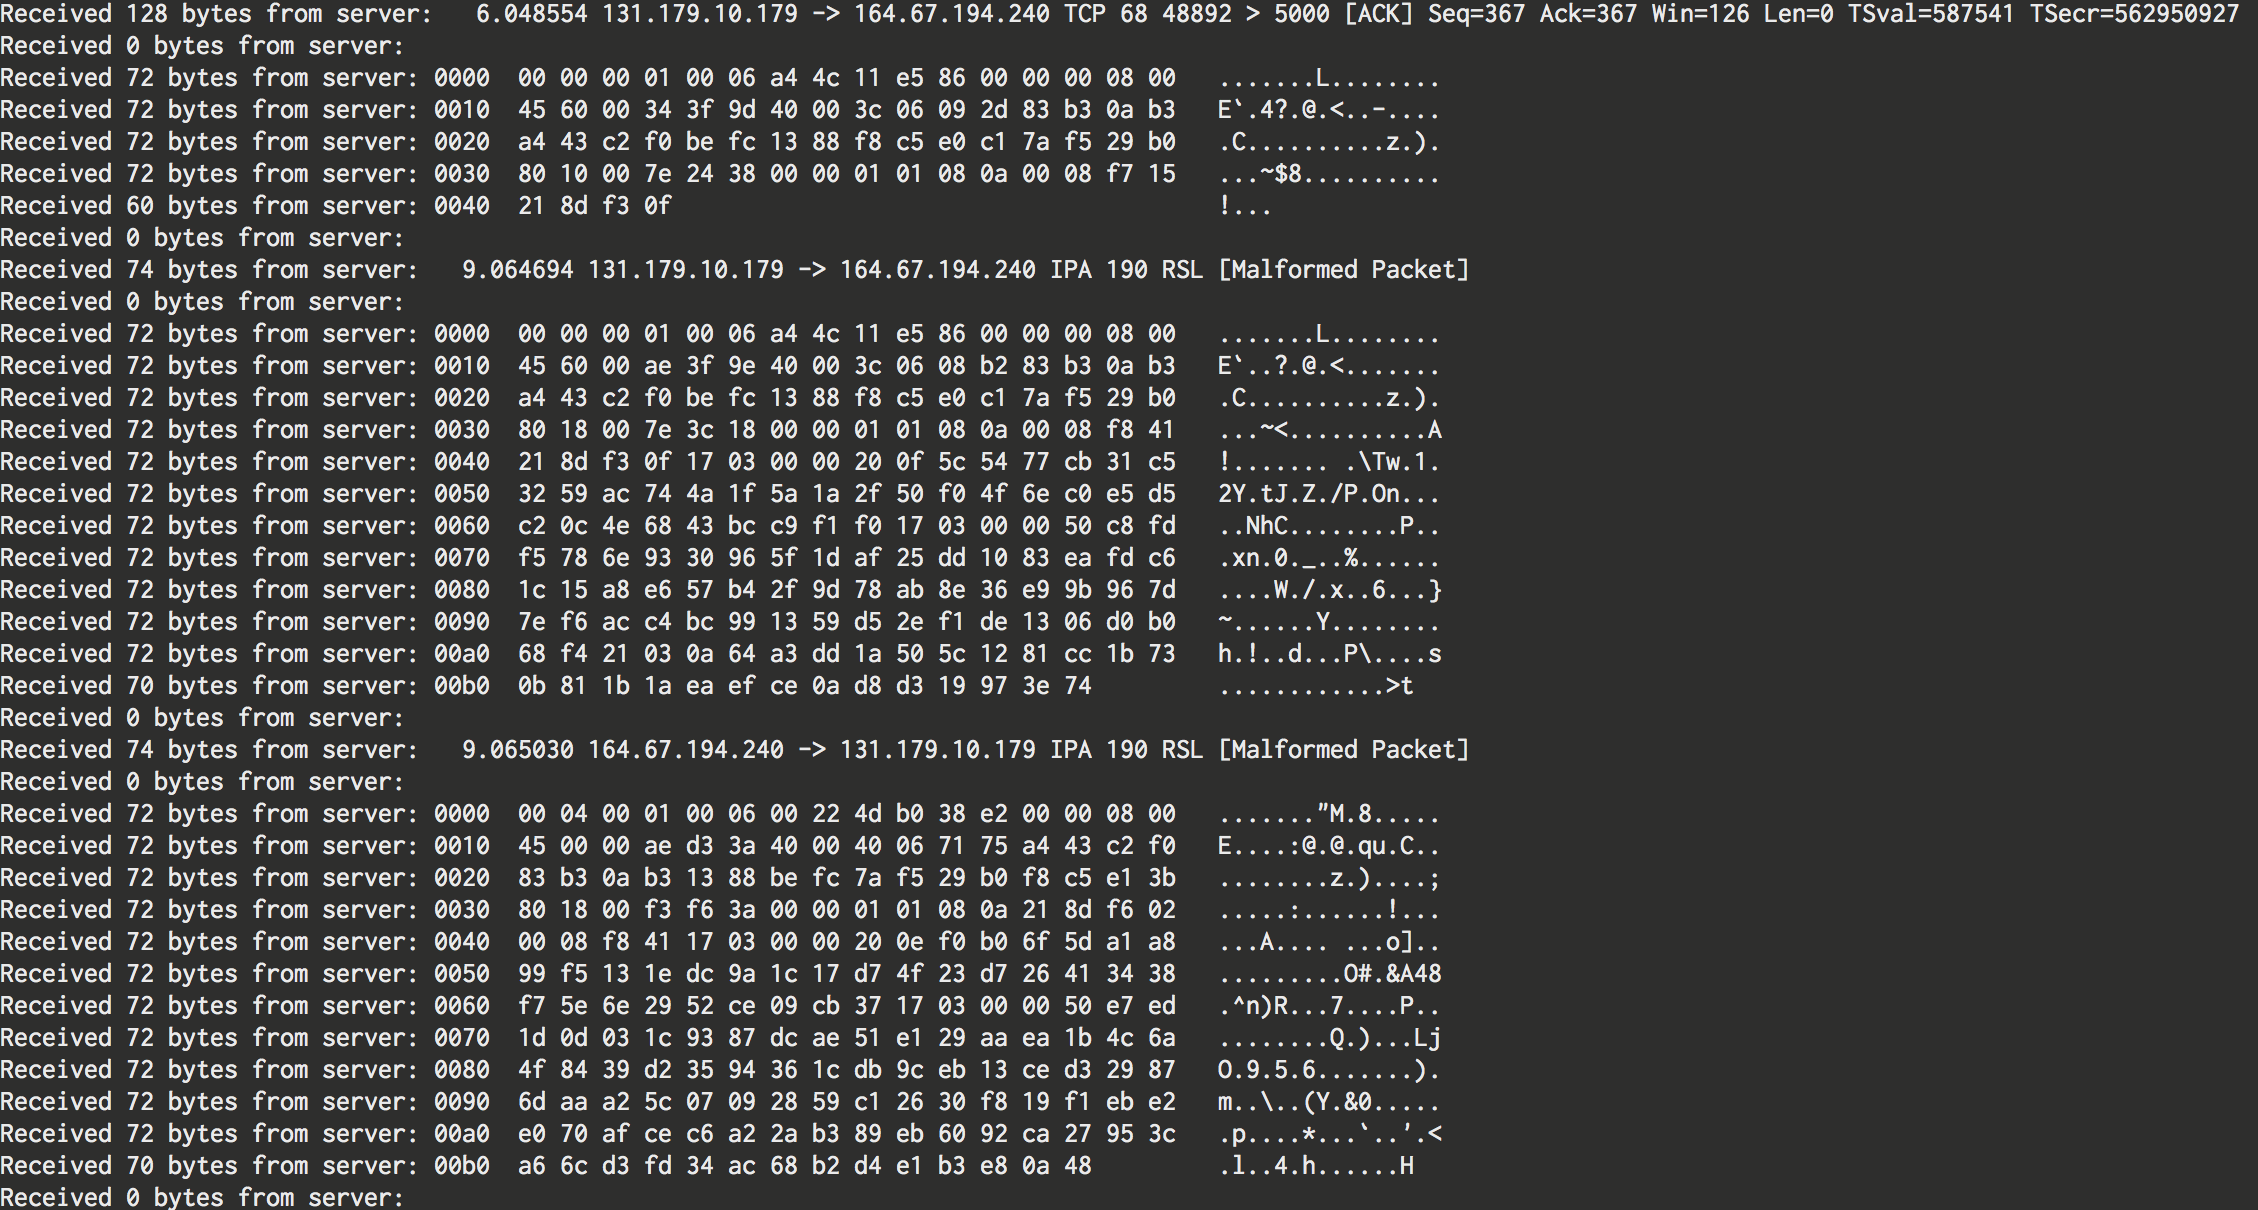 Received 128 bytes from server:   6.048554 131.179.10.179 -> 164.67.194.240 TCP 68 48892 > 5000 [ACK] Seq=367 Ack=367 Win=126 Len=0 TSval=587541 TSecr=562950927
Received 0 bytes from server:
Received 72 bytes from server: 0000  00 00 00 01 00 06 a4 4c 11 e5 86 00 00 00 08 00   .......L........
Received 72 bytes from server: 0010  45 60 00 34 3f 9d 40 00 3c 06 09 2d 83 b3 0a b3   E`.4?.@.<..-....
Received 72 bytes from server: 0020  a4 43 c2 f0 be fc 13 88 f8 c5 e0 c1 7a f5 29 b0   .C..........z.).
Received 72 bytes from server: 0030  80 10 00 7e 24 38 00 00 01 01 08 0a 00 08 f7 15   ...~$8..........
Received 60 bytes from server: 0040  21 8d f3 0f                                       !...
Received 0 bytes from server:
Received 74 bytes from server:   9.064694 131.179.10.179 -> 164.67.194.240 IPA 190 RSL [Malformed Packet]
Received 0 bytes from server:
Received 72 bytes from server: 0000  00 00 00 01 00 06 a4 4c 11 e5 86 00 00 00 08 00   .......L........
Received 72 bytes from server: 0010  45 60 00 ae 3f 9e 40 00 3c 06 08 b2 83 b3 0a b3   E`..?.@.<.......
Received 72 bytes from server: 0020  a4 43 c2 f0 be fc 13 88 f8 c5 e0 c1 7a f5 29 b0   .C..........z.).
Received 72 bytes from server: 0030  80 18 00 7e 3c 18 00 00 01 01 08 0a 00 08 f8 41   ...~<..........A
Received 72 bytes from server: 0040  21 8d f3 0f 17 03 00 00 20 0f 5c 54 77 cb 31 c5   !....... .\Tw.1.
Received 72 bytes from server: 0050  32 59 ac 74 4a 1f 5a 1a 2f 50 f0 4f 6e c0 e5 d5   2Y.tJ.Z./P.On...
Received 72 bytes from server: 0060  c2 0c 4e 68 43 bc c9 f1 f0 17 03 00 00 50 c8 fd   ..NhC........P..
Received 72 bytes from server: 0070  f5 78 6e 93 30 96 5f 1d af 25 dd 10 83 ea fd c6   .xn.0._..%......
Received 72 bytes from server: 0080  1c 15 a8 e6 57 b4 2f 9d 78 ab 8e 36 e9 9b 96 7d   ....W./.x..6...}
Received 72 bytes from server: 0090  7e f6 ac c4 bc 99 13 59 d5 2e f1 de 13 06 d0 b0   ~......Y........
Received 72 bytes from server: 00a0  68 f4 21 03 0a 64 a3 dd 1a 50 5c 12 81 cc 1b 73   h.!..d...P\....s
Received 70 bytes from server: 00b0  0b 81 1b 1a ea ef ce 0a d8 d3 19 97 3e 74         ............>t
Received 0 bytes from server:
Received 74 bytes from server:   9.065030 164.67.194.240 -> 131.179.10.179 IPA 190 RSL [Malformed Packet]
Received 0 bytes from server:
Received 72 bytes from server: 0000  00 04 00 01 00 06 00 22 4d b0 38 e2 00 00 08 00   ......."M.8.....
Received 72 bytes from server: 0010  45 00 00 ae d3 3a 40 00 40 06 71 75 a4 43 c2 f0   E....:@.@.qu.C..
Received 72 bytes from server: 0020  83 b3 0a b3 13 88 be fc 7a f5 29 b0 f8 c5 e1 3b   ........z.)....;
Received 72 bytes from server: 0030  80 18 00 f3 f6 3a 00 00 01 01 08 0a 21 8d f6 02   .....:......!...
Received 72 bytes from server: 0040  00 08 f8 41 17 03 00 00 20 0e f0 b0 6f 5d a1 a8   ...A.... ...o]..
Received 72 bytes from server: 0050  99 f5 13 1e dc 9a 1c 17 d7 4f 23 d7 26 41 34 38   .........O#.&A48
Received 72 bytes from server: 0060  f7 5e 6e 29 52 ce 09 cb 37 17 03 00 00 50 e7 ed   .^n)R...7....P..
Received 72 bytes from server: 0070  1d 0d 03 1c 93 87 dc ae 51 e1 29 aa ea 1b 4c 6a   ........Q.)...Lj
Received 72 bytes from server: 0080  4f 84 39 d2 35 94 36 1c db 9c eb 13 ce d3 29 87   O.9.5.6.......).
Received 72 bytes from server: 0090  6d aa a2 5c 07 09 28 59 c1 26 30 f8 19 f1 eb e2   m..\..(Y.&0.....
Received 72 bytes from server: 00a0  e0 70 af ce c6 a2 2a b3 89 eb 60 92 ca 27 95 3c   .p....*...`..'.<
Received 70 bytes from server: 00b0  a6 6c d3 fd 34 ac 68 b2 d4 e1 b3 e8 0a 48         .l..4.h......H
Received 0 bytes from server: